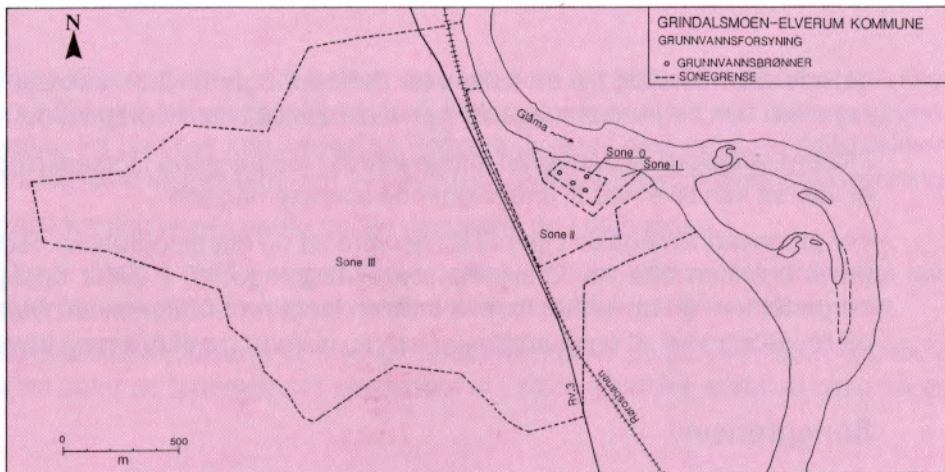 N
GRINDALSMOEN-ELVERUM KOMMUNE
GRUNNVANNSFORSYNING
GRUNNVANNSBRØNNER
SONEGRENSE
Glåma
Sone 0
Sone I
Sone II
Sone III
Rv. 3
Rørosbanen
0 500
m